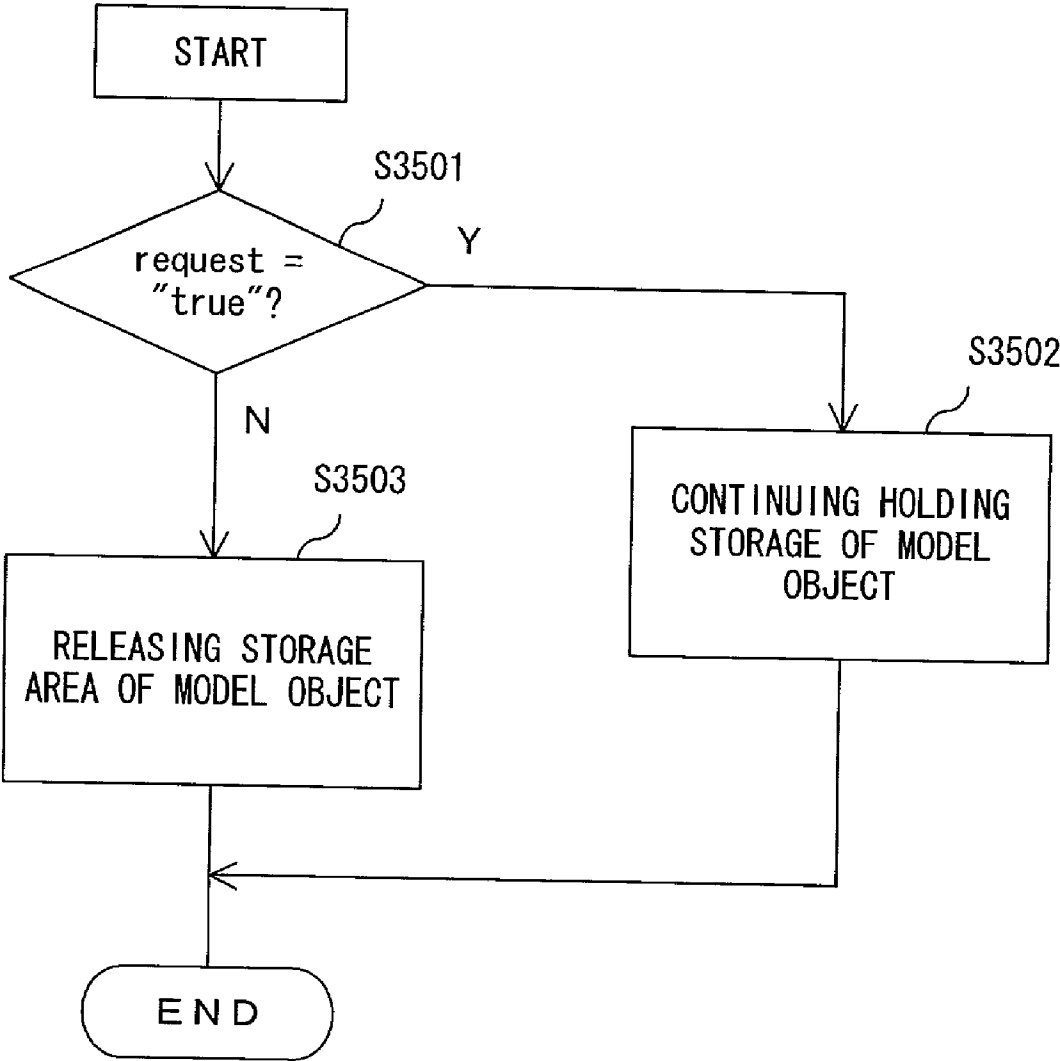 START
S3501
request =
"true"?
Y
N
S3502
CONTINUING HOLDING
STORAGE OF MODEL
OBJECT
S3503
RELEASING STORAGE
AREA OF MODEL OBJECT
END